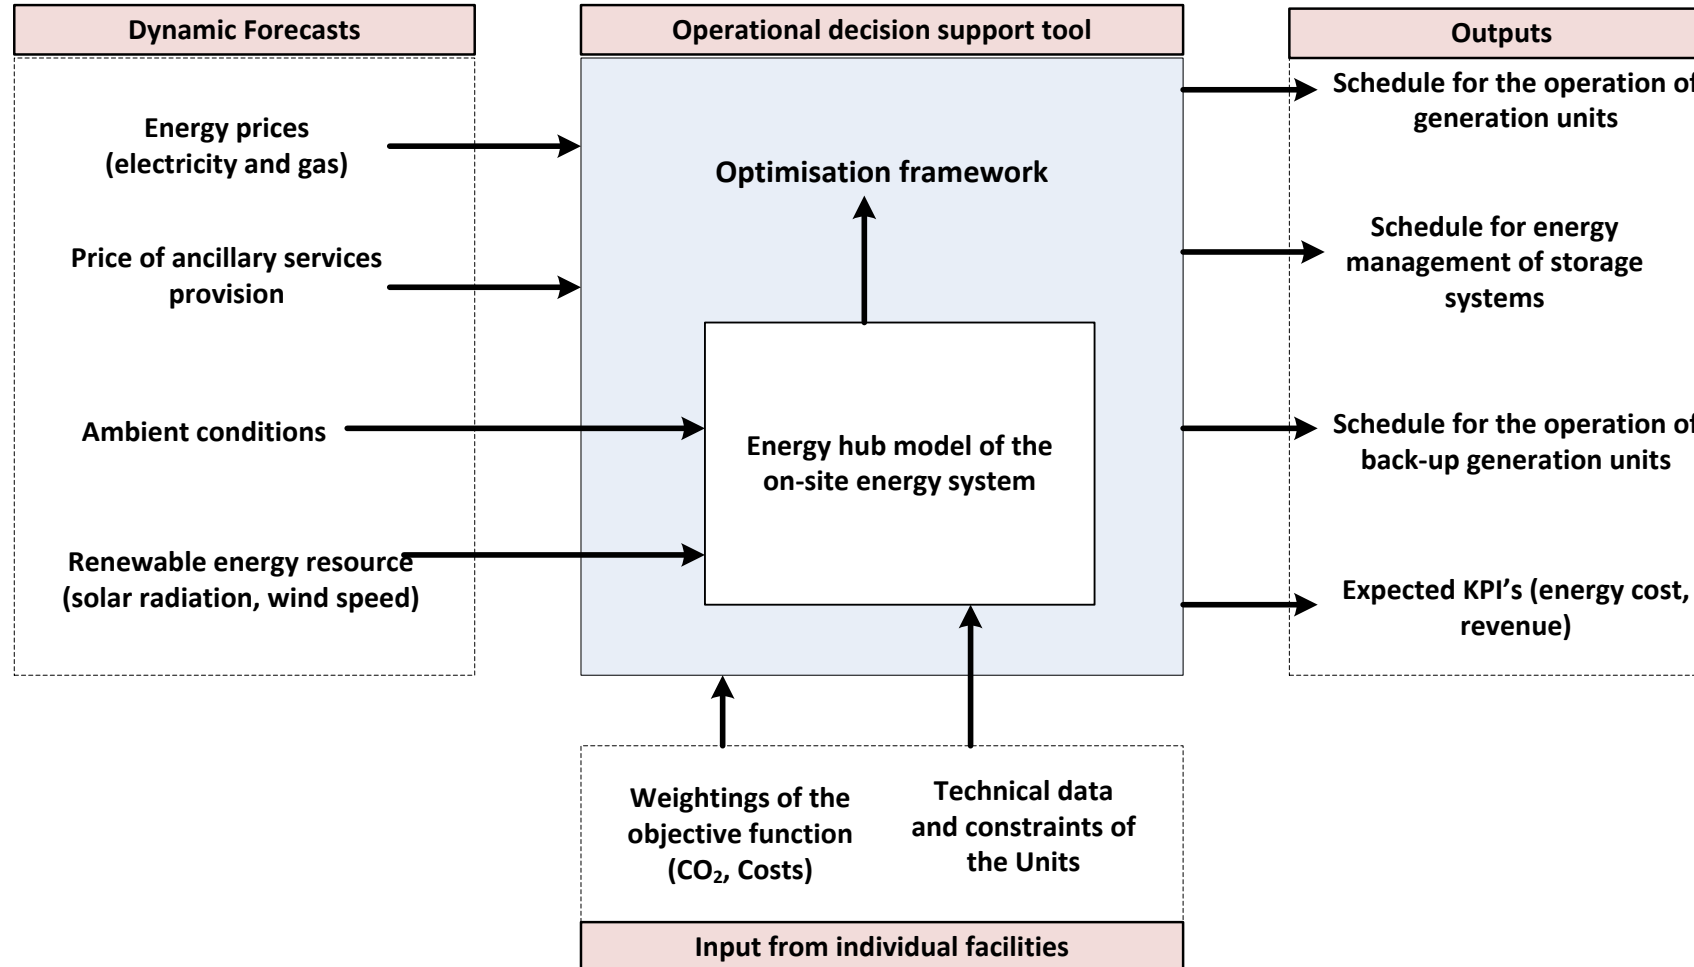 Dynamic Forecasts
Energy prices
(electricity and gas)
Price of ancillary services
provision
Ambient conditions
Renewable energy resource
(solar radiation, wind speed)
Operational decision support tool
Optimisation framework
Energy hub model of the
on-site energy system
Weightings of the
objective function
(CO₂, Costs)
Technical data
and constraints of
the Units
Input from individual facilities
Outputs
Schedule for the operation of
generation units
Schedule for energy
management of storage
systems
Schedule for the operation of
back-up generation units
Expected KPI's (energy cost,
revenue)